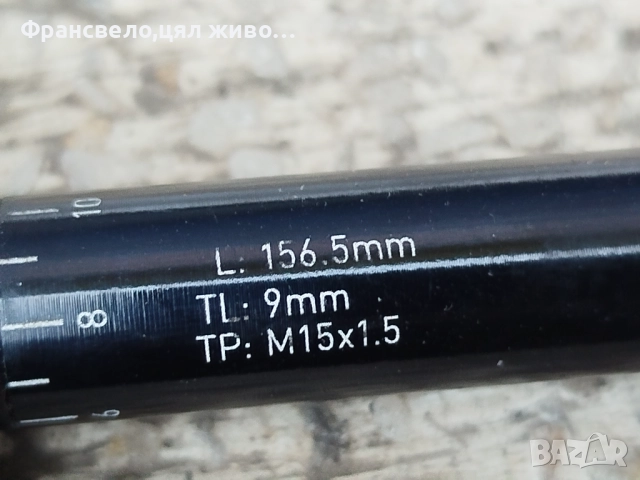 Франсвело,цял живо...
10
L: 156.5mm
8
TL: 9mm
TP: M15x1.5
6
BAZAR